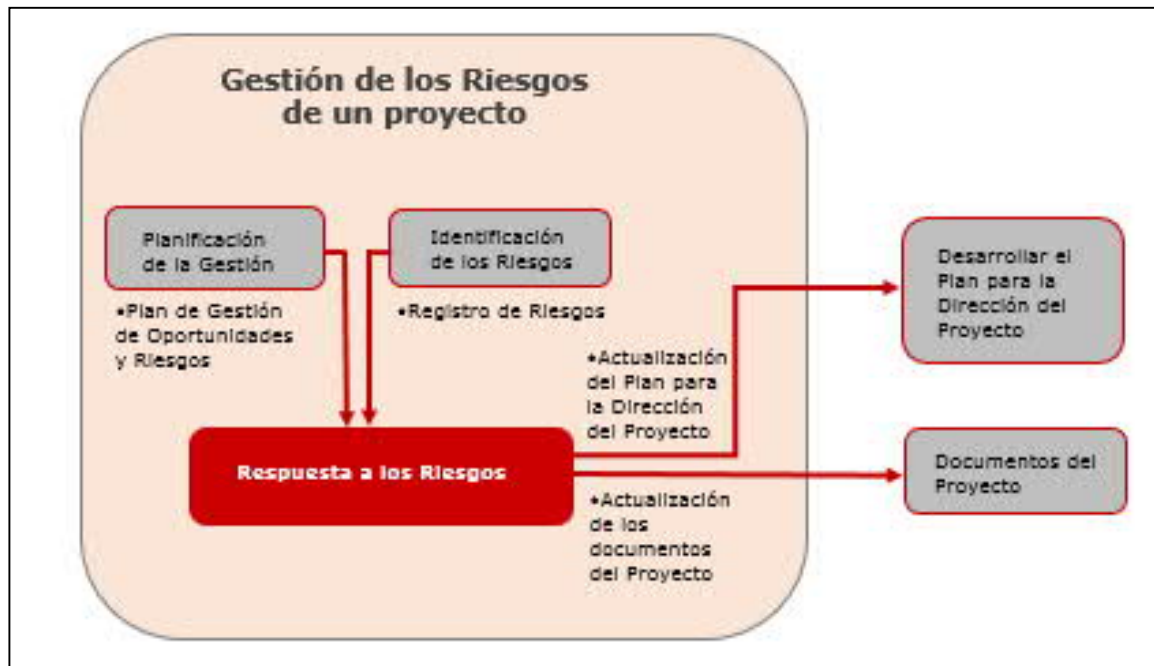 Gestión de los Riesgos
de un proyecto
Planificación
de la Gestión
•Plan de Gestión
de Oportunidades
y Riesgos
Identificación
de los Riesgos
•Registro de Riesgos
Respuesta a los Riesgos
•Actualización
del Plan para
la Dirección
del Proyecto
•Actualización
de los
documentos
del Proyecto
Desarrollar el
Plan para la
Dirección del
Proyecto
Documentos del
Proyecto